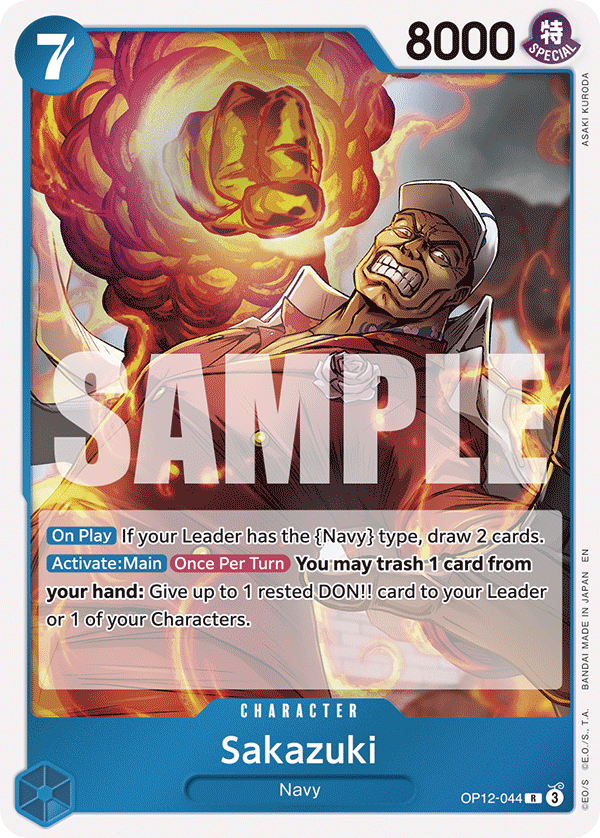 7
8000
特
SPECIAL
ASAKI KURODA
SAMPLE
On Play If your Leader has the {Navy} type, draw 2 cards.
Activate:Main Once Per Turn You may trash 1 card from
your hand: Give up to 1 rested DON!! card to your Leader
or 1 of your Characters.
©E.O./S., T.A. BANDAI MADE IN JAPAN EN
©EO/S
CHARACTER
Sakazuki
Navy
OP12-044 R 3